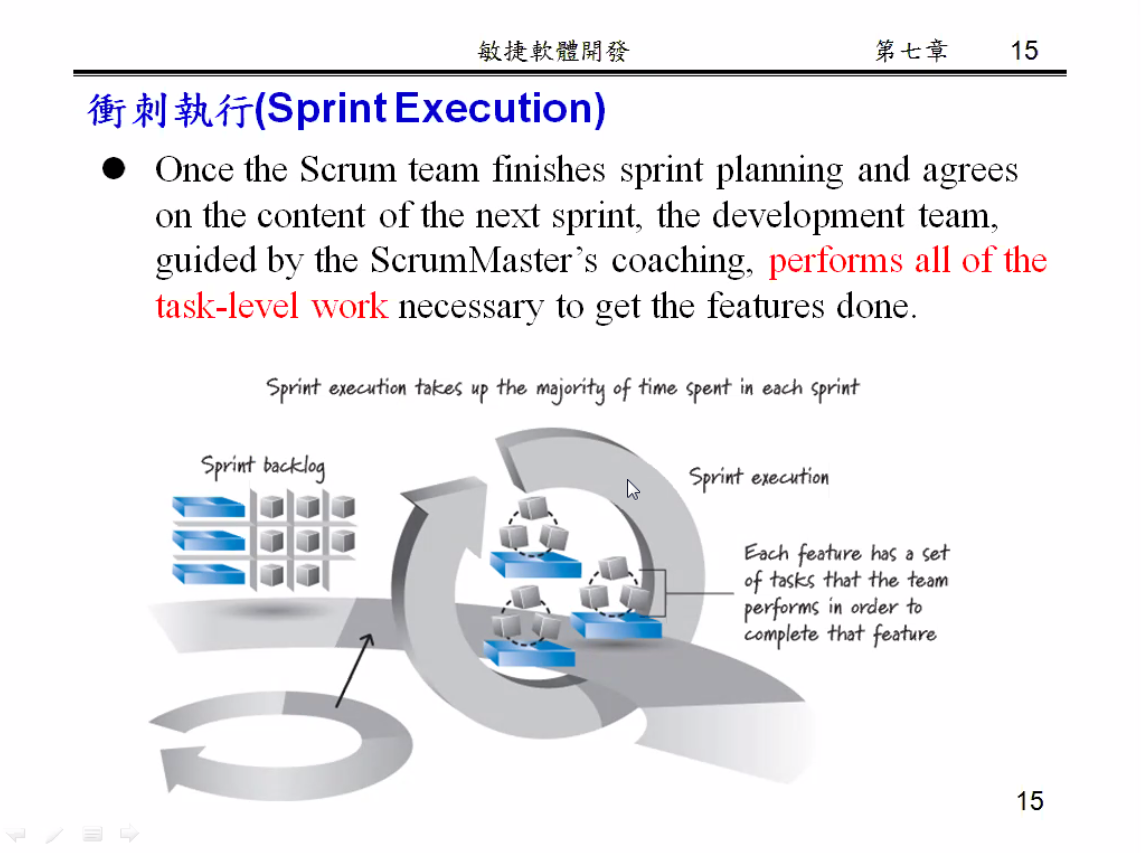 敏捷軟體開發 第七章 15
衝刺執行(Sprint Execution)
● Once the Scrum team finishes sprint planning and agrees
on the content of the next sprint, the development team,
guided by the ScrumMaster's coaching, performs all of the
task-level work necessary to get the features done.
Sprint execution takes up the majority of time spent in each sprint
Sprint backlog
Sprint execution
Each feature has a set
of tasks that the team
performs in order to
complete that feature
15